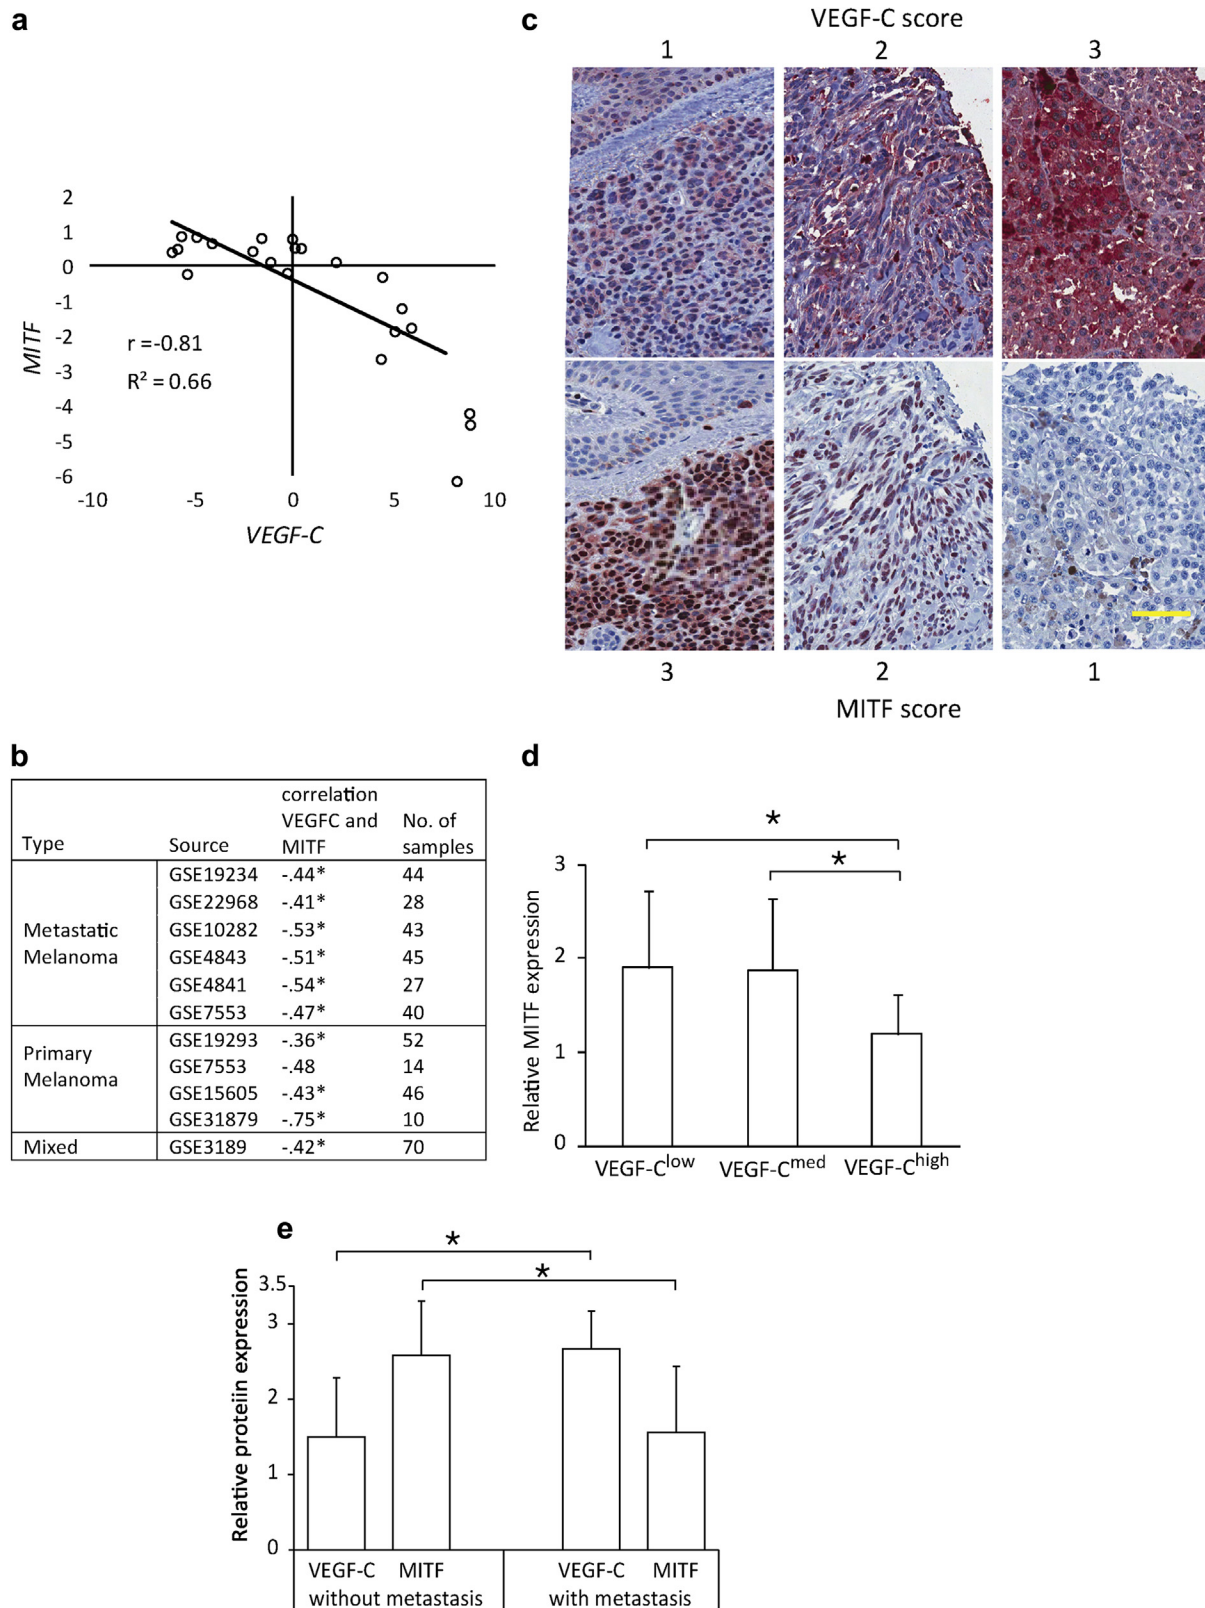 a
2
1
0
-1
-2
-3
-4
-5
-6
MITF
r =-0.81
R² = 0.66
-10 -5 0 5 10
VEGF-C
c
VEGF-C score
1 2 3
3 2 1
MITF score
b
Type Source correlation VEGFC and MITF No. of samples
Metastatic Melanoma
GSE19234 -.44* 44
GSE22968 -.41* 28
GSE10282 -.53* 43
GSE4843 -.51* 45
GSE4841 -.54* 27
GSE7553 -.47* 40
Primary Melanoma
GSE19293 -.36* 52
GSE7553 -.48 14
GSE15605 -.43* 46
GSE31879 -.75* 10
Mixed GSE3189 -.42* 70
d
*
*
Relative MITF expression
3
2
1
0
VEGF-Clow VEGF-Cmed VEGF-Chigh
e
*
*
Relative proteiin expression
3.5
3
2
1
0
VEGF-C MITF VEGF-C MITF
without metastasis with metastasis